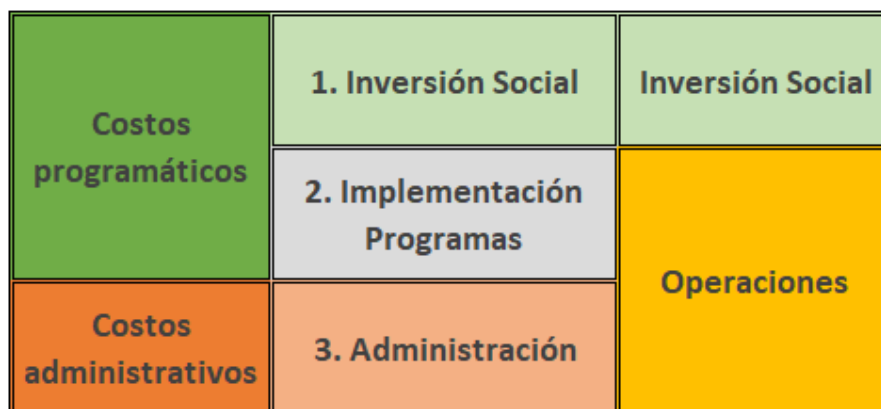 Costos
programáticos
1. Inversión Social
Inversión Social
2. Implementación
Programas
Operaciones
Costos
administrativos
3. Administración